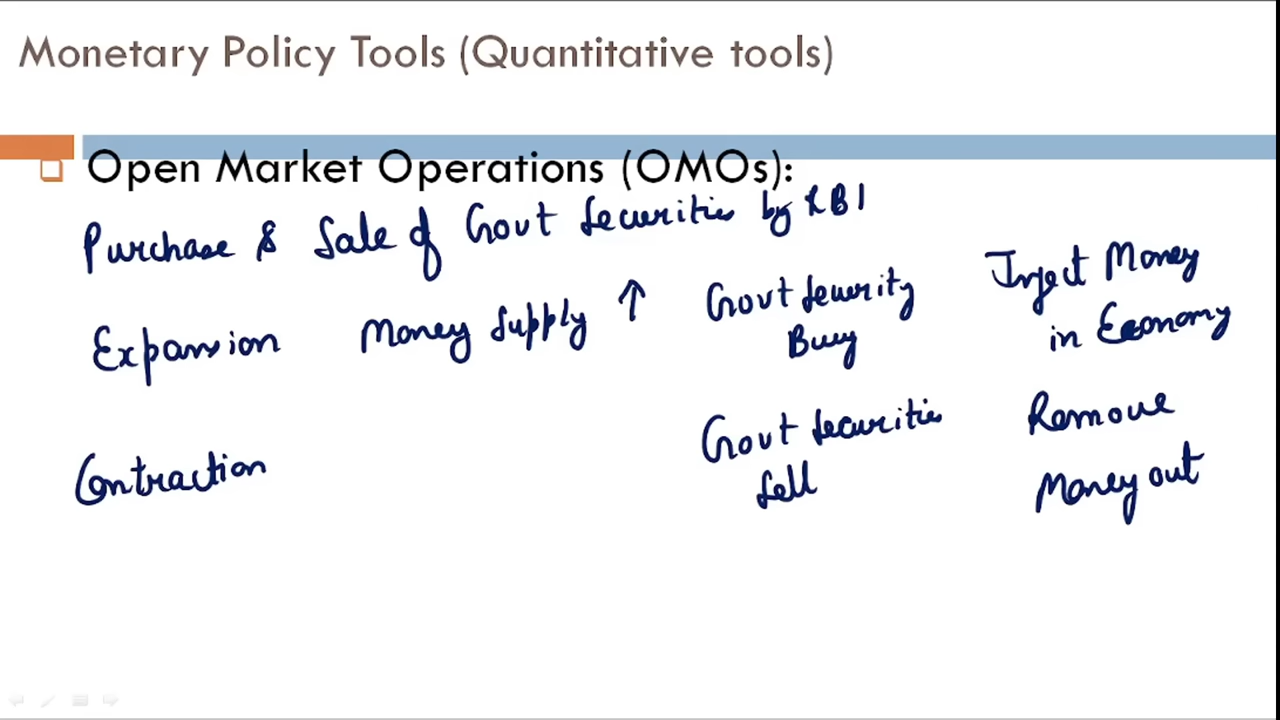 Monetary Policy Tools (Quantitative tools)
Open Market Operations (OMOs):
Purchase & Sale of Govt Securities by RBI
Expansion Money Supply ↑ Govt Security Buy Inject Money in Economy
Contraction Govt Securities Sell Remove Money out